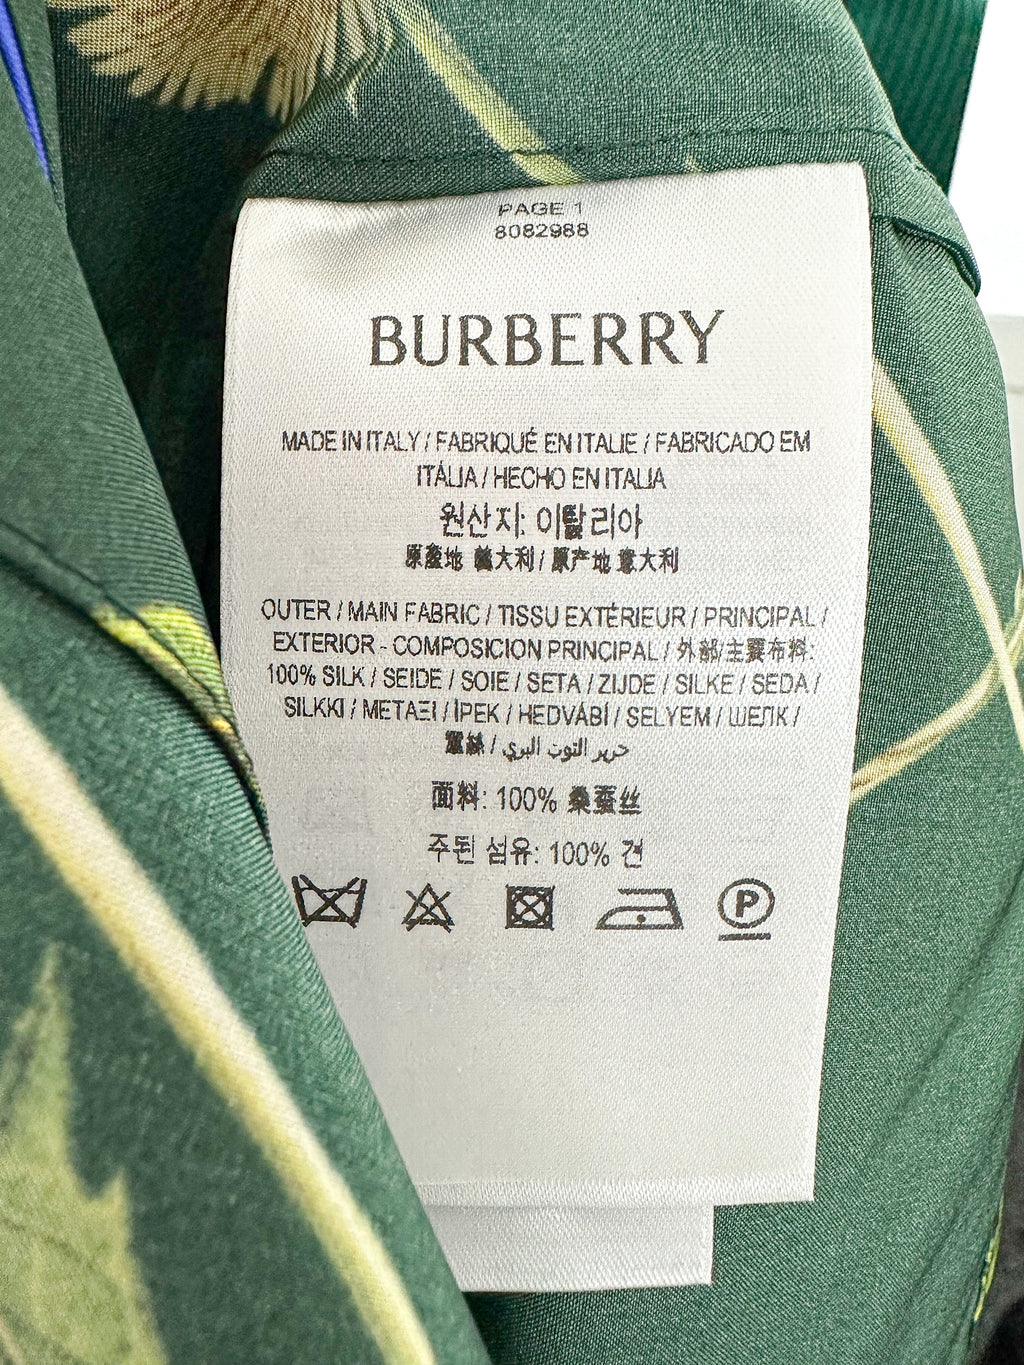 PAGE 1
8082988
BURBERRY
MADE IN ITALY / FABRIQUÉ EN ITALIE / FABRICADO EM
ITÁLIA / HECHO EN ITALIA
원산지: 이탈리아
原產地 義大利 / 原产地 意大利
OUTER / MAIN FABRIC / TISSU EXTÉRIEUR / PRINCIPAL /
EXTERIOR - COMPOSICION PRINCIPAL / 外部/主要布料:
100% SILK / SEIDE / SOIE / SETA / ZIJDE / SILKE / SEDA /
SILKKI / ΜΕΤΑΞΙ / İPEK / HEDVÁBÍ / SELYEM / ШЕЛК /
蠶絲 / حرير التوت البري
面料: 100% 桑蚕丝
주된 섬유: 100% 견
P